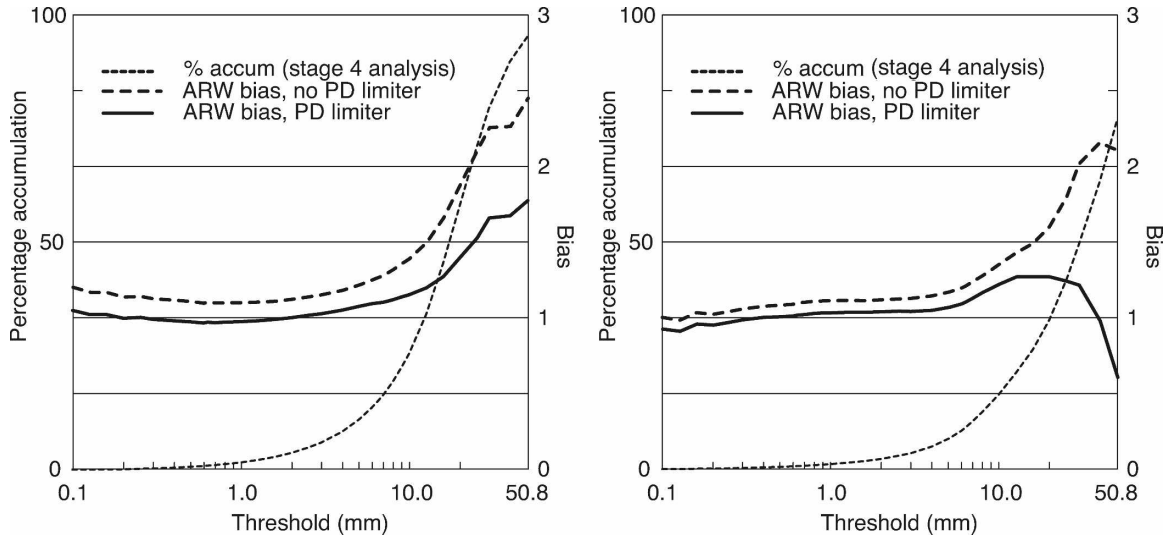 100
50
0
Percentage accumulation
3
2
1
0
Bias
% accum (stage 4 analysis)
ARW bias, no PD limiter
ARW bias, PD limiter
0.1
1.0
10.0
50.8
Threshold (mm)
100
50
0
Percentage accumulation
3
2
1
0
Bias
% accum (stage 4 analysis)
ARW bias, no PD limiter
ARW bias, PD limiter
0.1
1.0
10.0
50.8
Threshold (mm)